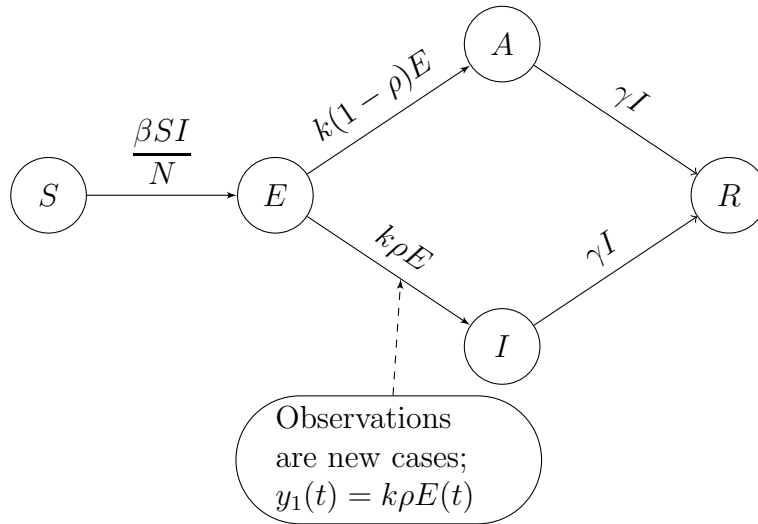 A
k(1 − ρ)E
γI
βSI
N
S
E
R
kρE
γI
I
Observations
are new cases;
y₁(t) = kρE(t)